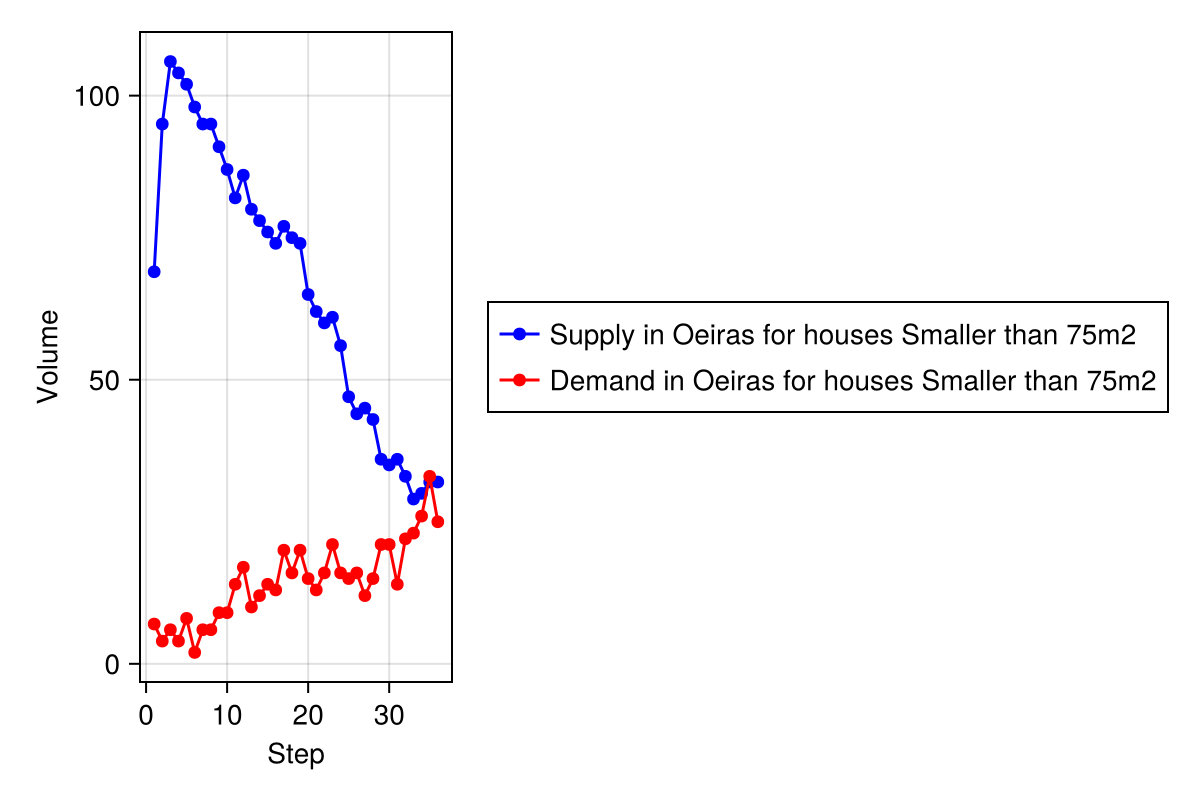 Volume
100
50
0
0 10 20 30
Step
Supply in Oeiras for houses Smaller than 75m2
Demand in Oeiras for houses Smaller than 75m2